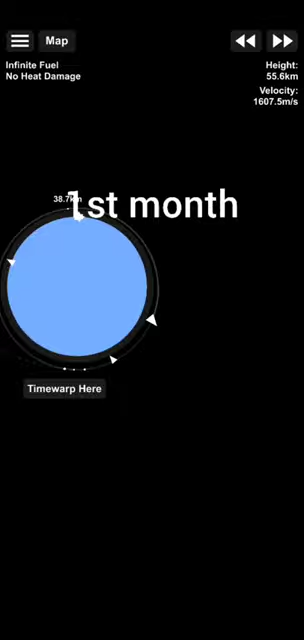 Map
Infinite Fuel
No Heat Damage
Height:
55.6km
Velocity:
1607.5m/s
38.7km
1st month
Timewarp Here